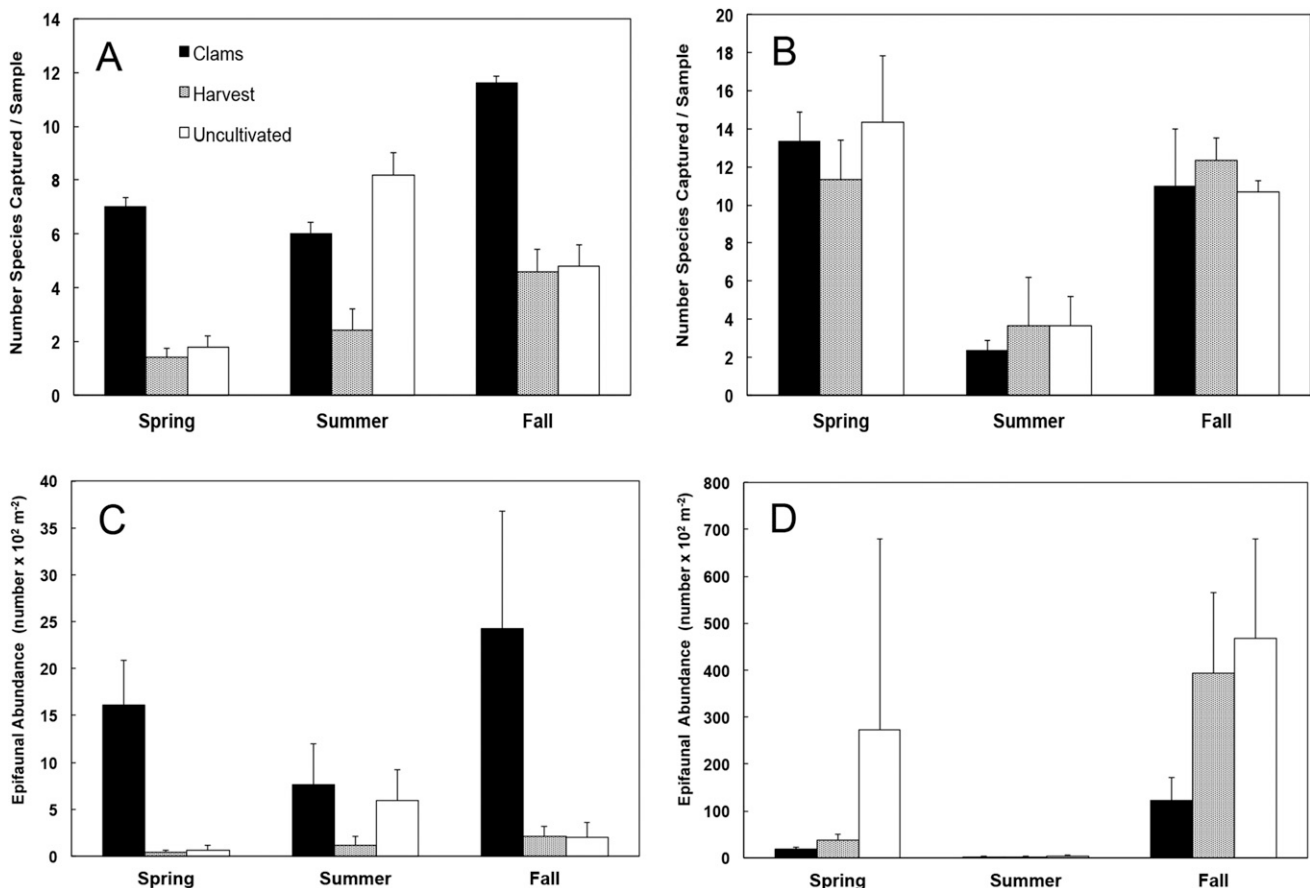 A
Clams
Harvest
Uncultivated
Number Species Captured / Sample
14
12
10
8
6
4
2
0
Spring Summer Fall
B
Number Species Captured / Sample
20
18
16
14
12
10
8
6
4
2
0
Spring Summer Fall
C
Epifaunal Abundance (number x 10² m⁻²)
40
35
30
25
20
15
10
5
0
Spring Summer Fall
D
Epifaunal Abundance (number x 10² m⁻²)
800
700
600
500
400
300
200
100
0
Spring Summer Fall